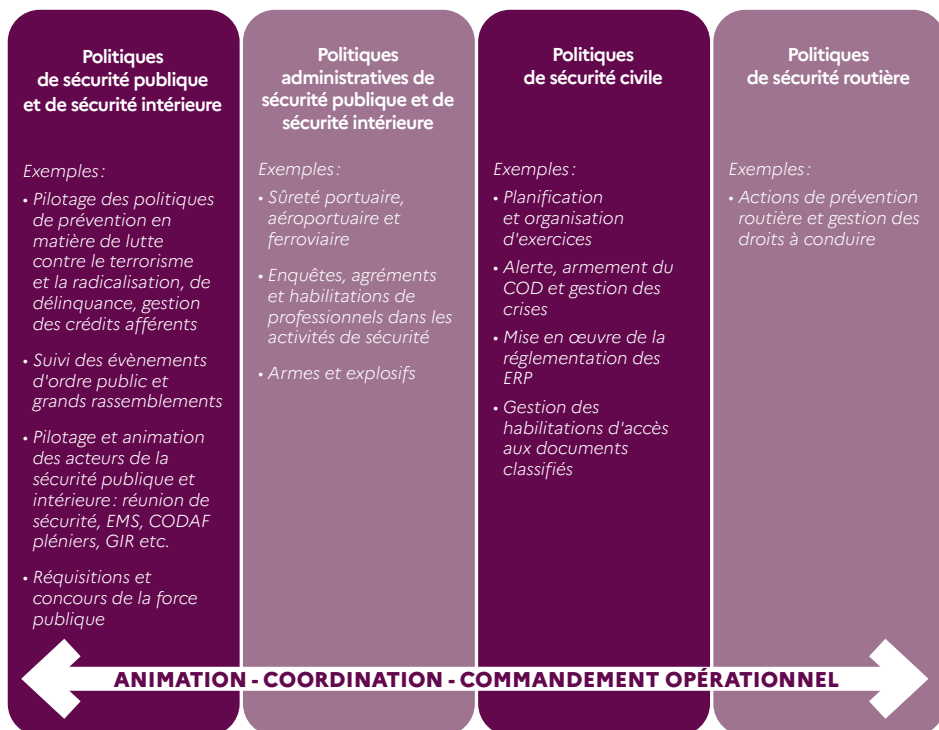 Politiques
de sécurité publique
et de sécurité intérieure
Exemples :
• Pilotage des politiques
de prévention en
matière de lutte
contre le terrorisme
et la radicalisation, de
délinquance, gestion
des crédits afférents
• Suivi des évènements
d'ordre public et
grands rassemblements
• Pilotage et animation
des acteurs de la
sécurité publique et
intérieure : réunion de
sécurité, EMS, CODAF
pléniers, GIR etc.
• Réquisitions et
concours de la force
publique
Politiques
administratives de
sécurité publique et de
sécurité intérieure
Exemples :
• Sûreté portuaire,
aéroportuaire et
ferroviaire
• Enquêtes, agréments
et habilitations de
professionnels dans les
activités de sécurité
• Armes et explosifs
Politiques
de sécurité civile
Exemples :
• Planification
et organisation
d'exercices
• Alerte, armement du
COD et gestion des
crises
• Mise en œuvre de la
réglementation des
ERP
• Gestion des
habilitations d'accès
aux documents
classifiés
Politiques
de sécurité routière
Exemples :
• Actions de prévention
routière et gestion des
droits à conduire
ANIMATION - COORDINATION - COMMANDEMENT OPÉRATIONNEL